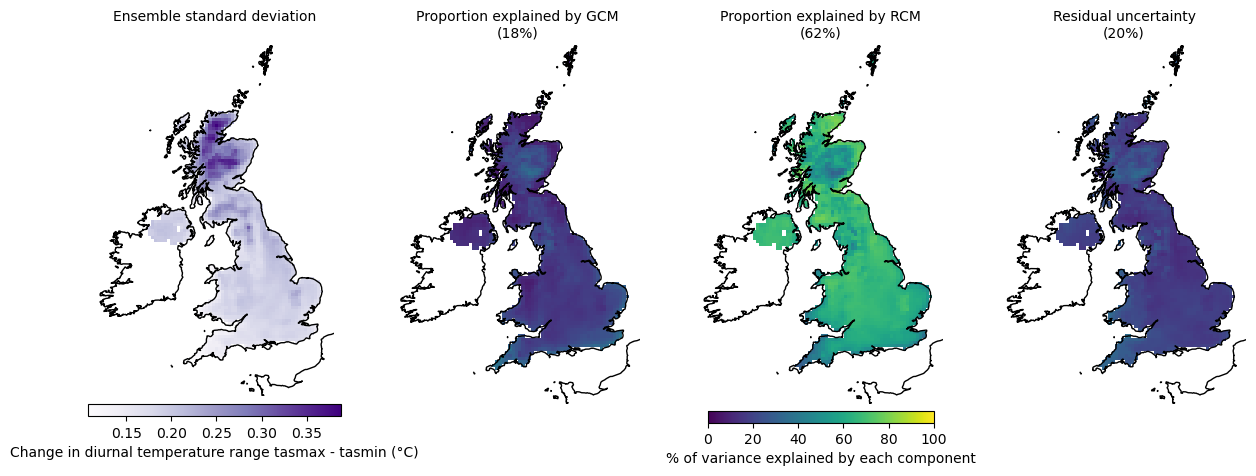 Ensemble standard deviation
Proportion explained by GCM
(18%)
Proportion explained by RCM
(62%)
Residual uncertainty
(20%)
0.15 0.20 0.25 0.30 0.35
Change in diurnal temperature range tasmax - tasmin (°C)
0 20 40 60 80 100
% of variance explained by each component